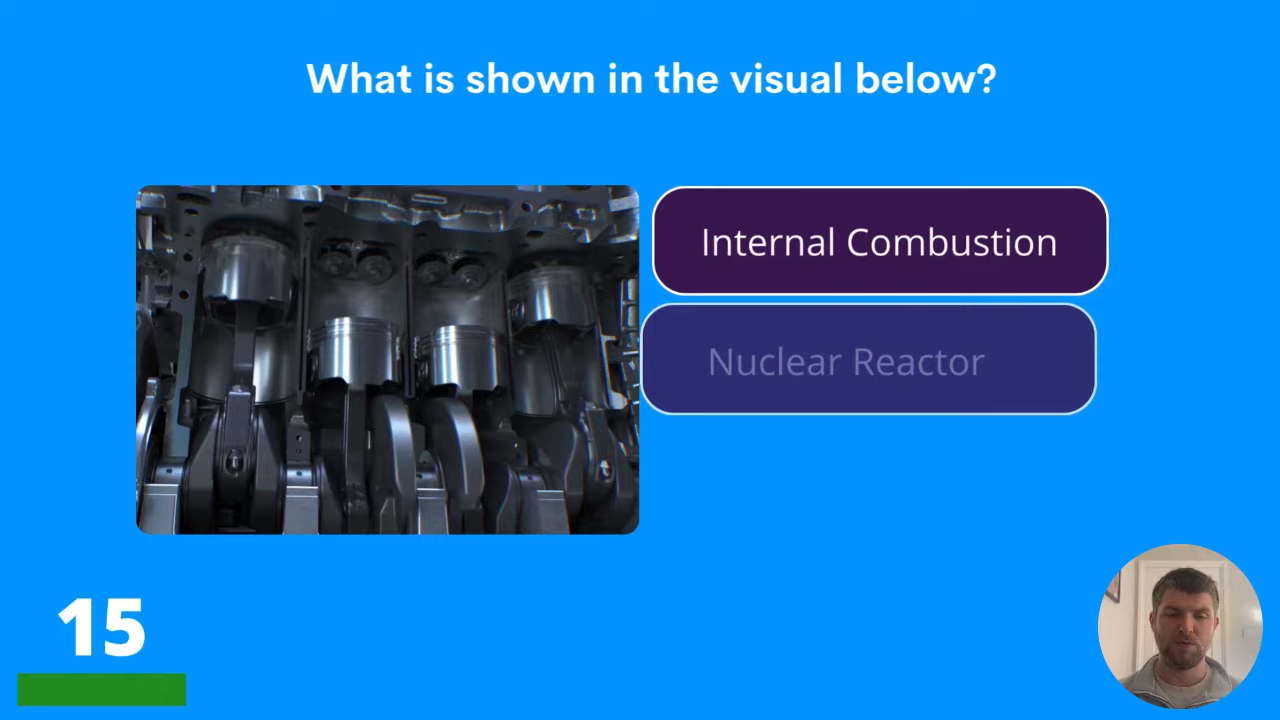 What is shown in the visual below?
Internal Combustion
Nuclear Reactor
15